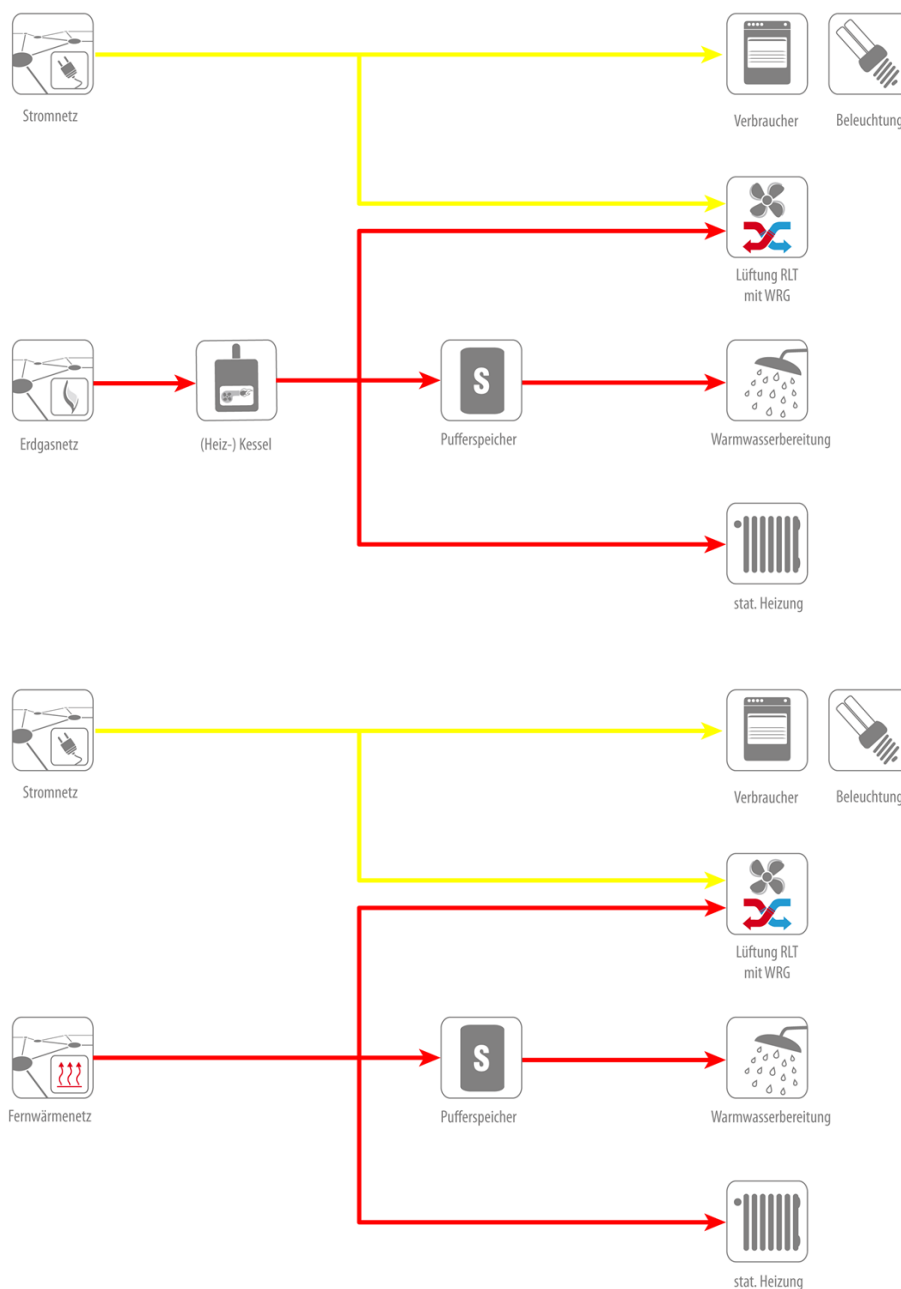 Stromnetz
Verbraucher
Beleuchtung
Lüftung RLT
mit WRG
Erdgasnetz
(Heiz-) Kessel
S
Pufferspeicher
Warmwasserbereitung
stat. Heizung
Stromnetz
Verbraucher
Beleuchtung
Lüftung RLT
mit WRG
Fernwärmenetz
S
Pufferspeicher
Warmwasserbereitung
stat. Heizung